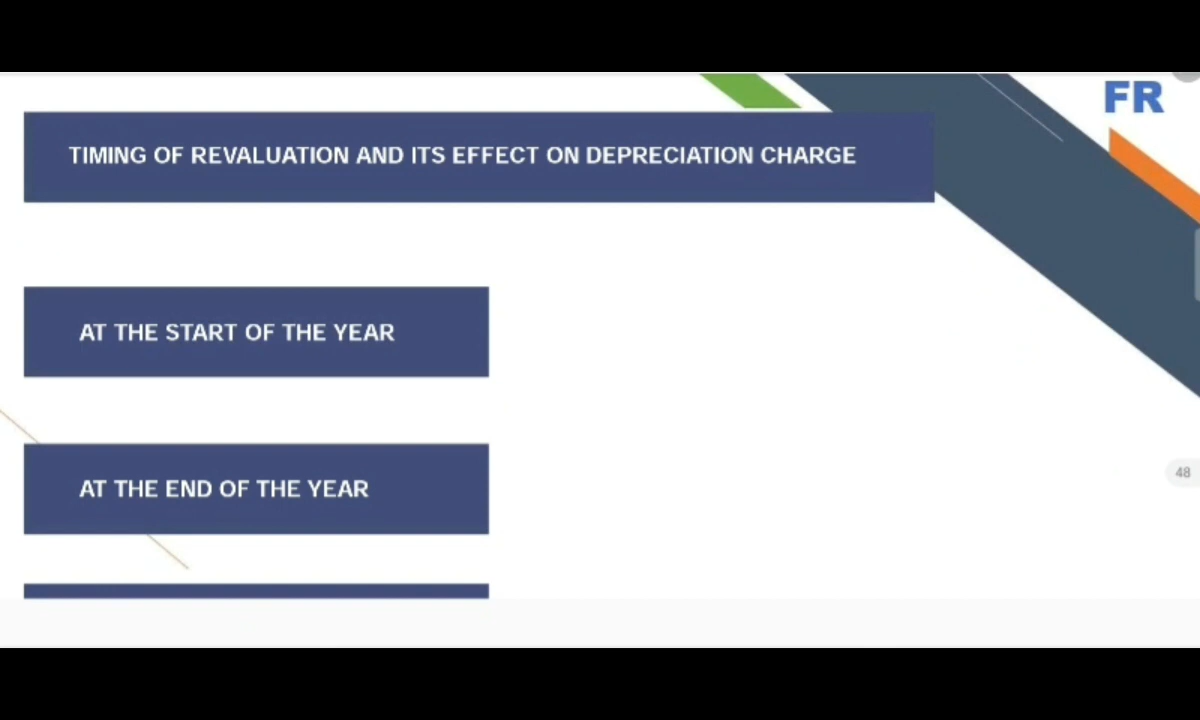 FR
TIMING OF REVALUATION AND ITS EFFECT ON DEPRECIATION CHARGE
AT THE START OF THE YEAR
AT THE END OF THE YEAR
48